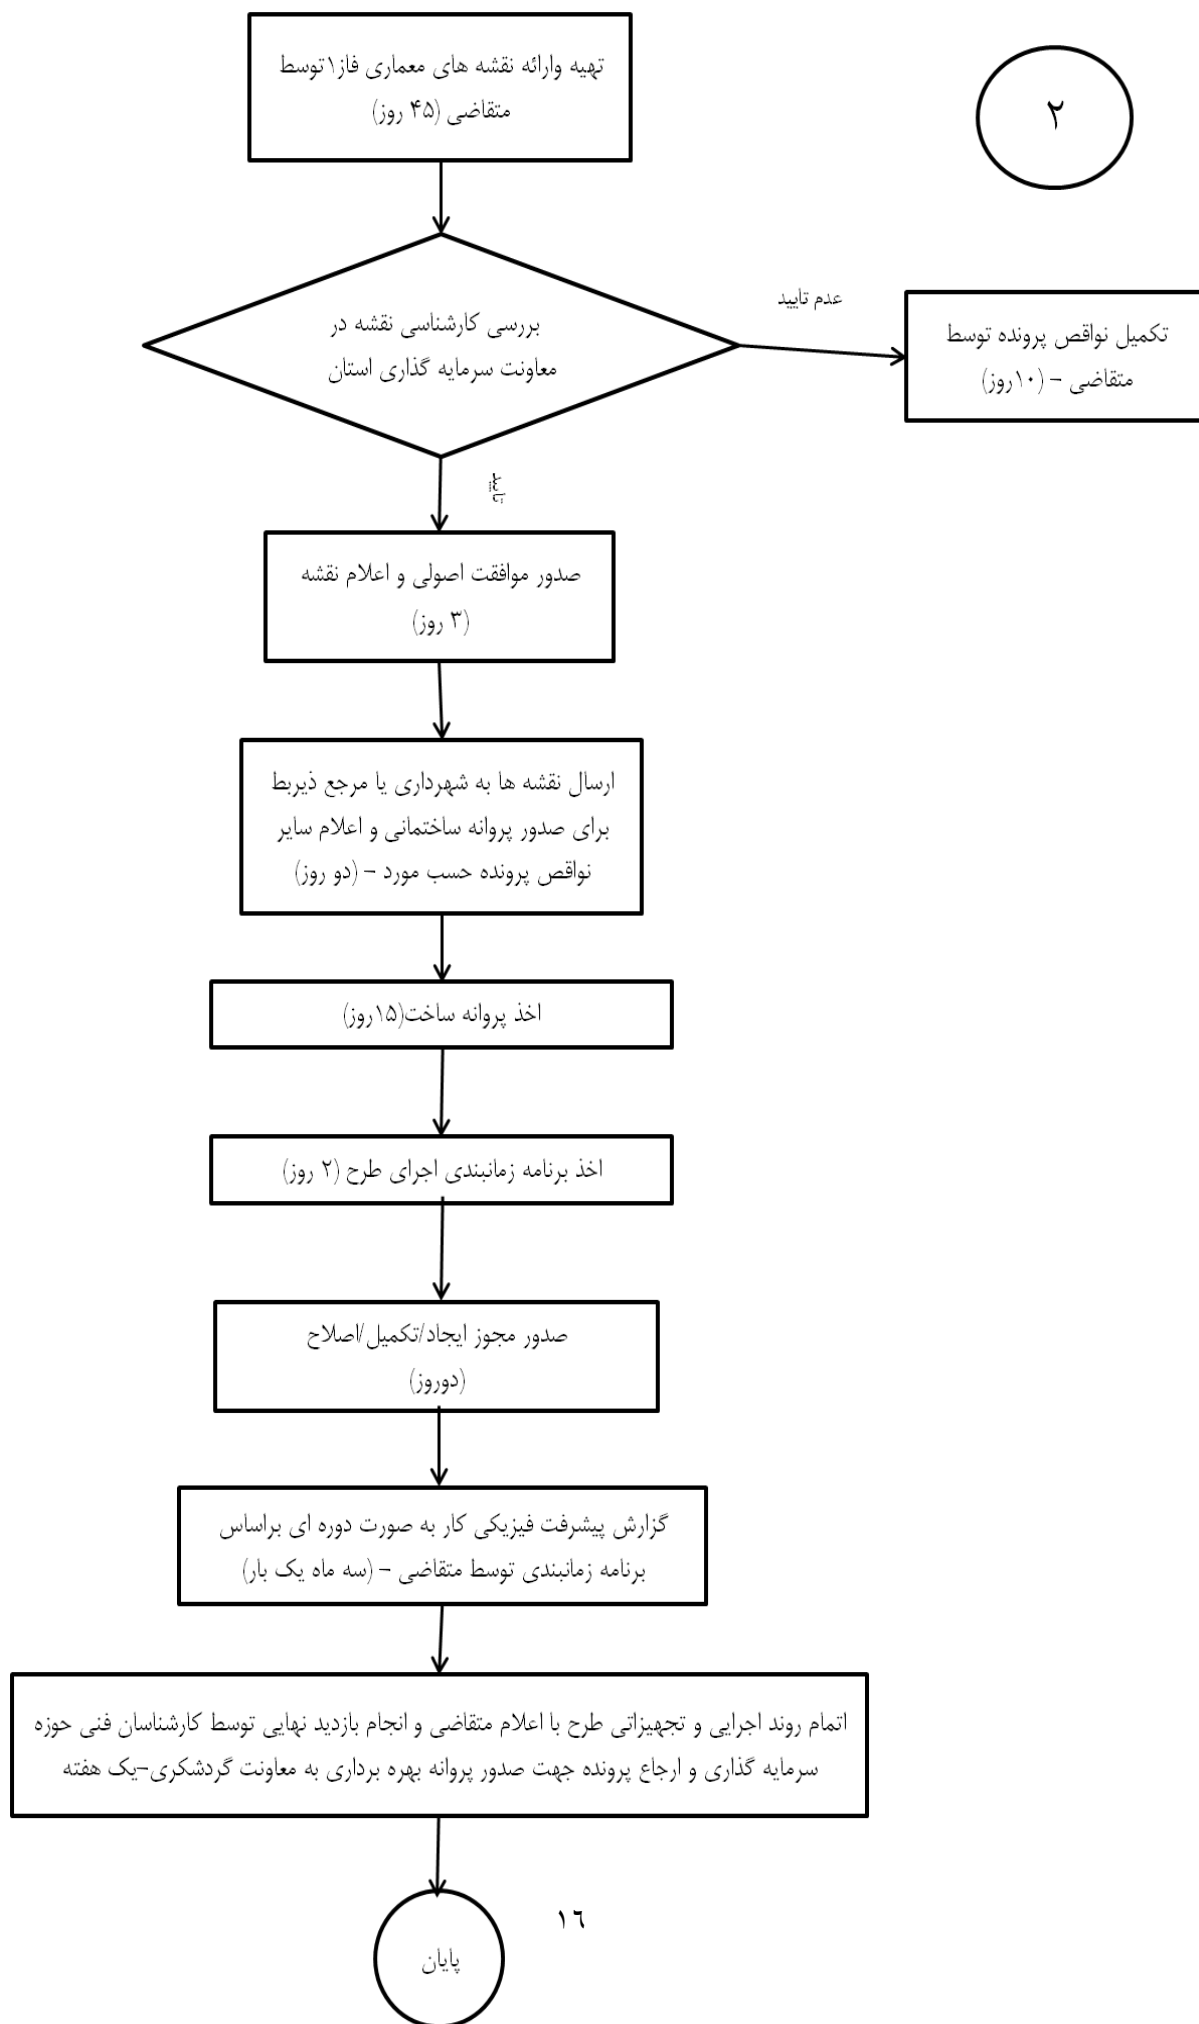 تهیه وارائه نقشه های معماری فاز۱توسط
متقاضی (۴۵ روز)
۲
بررسی کارشناسی نقشه در
معاونت سرمایه گذاری استان
عدم تایید
تکمیل نواقص پرونده توسط
متقاضی – (۱۰روز)
تایید
صدور موافقت اصولی و اعلام نقشه
(۳ روز)
ارسال نقشه ها به شهرداری یا مرجع ذیربط
برای صدور پروانه ساختمانی و اعلام سایر
نواقص پرونده حسب مورد – (دو روز)
اخذ پروانه ساخت(۱۵روز)
اخذ برنامه زمانبندی اجرای طرح (۲ روز)
صدور مجوز ایجاد/تکمیل/اصلاح
(دوروز)
گزارش پیشرفت فیزیکی کار به صورت دوره ای براساس
برنامه زمانبندی توسط متقاضی – (سه ماه یک بار)
اتمام روند اجرایی و تجهیزاتی طرح با اعلام متقاضی و انجام بازدید نهایی توسط کارشناسان فنی حوزه
سرمایه گذاری و ارجاع پرونده جهت صدور پروانه بهره برداری به معاونت گردشکری–یک هفته
١٦
پایان